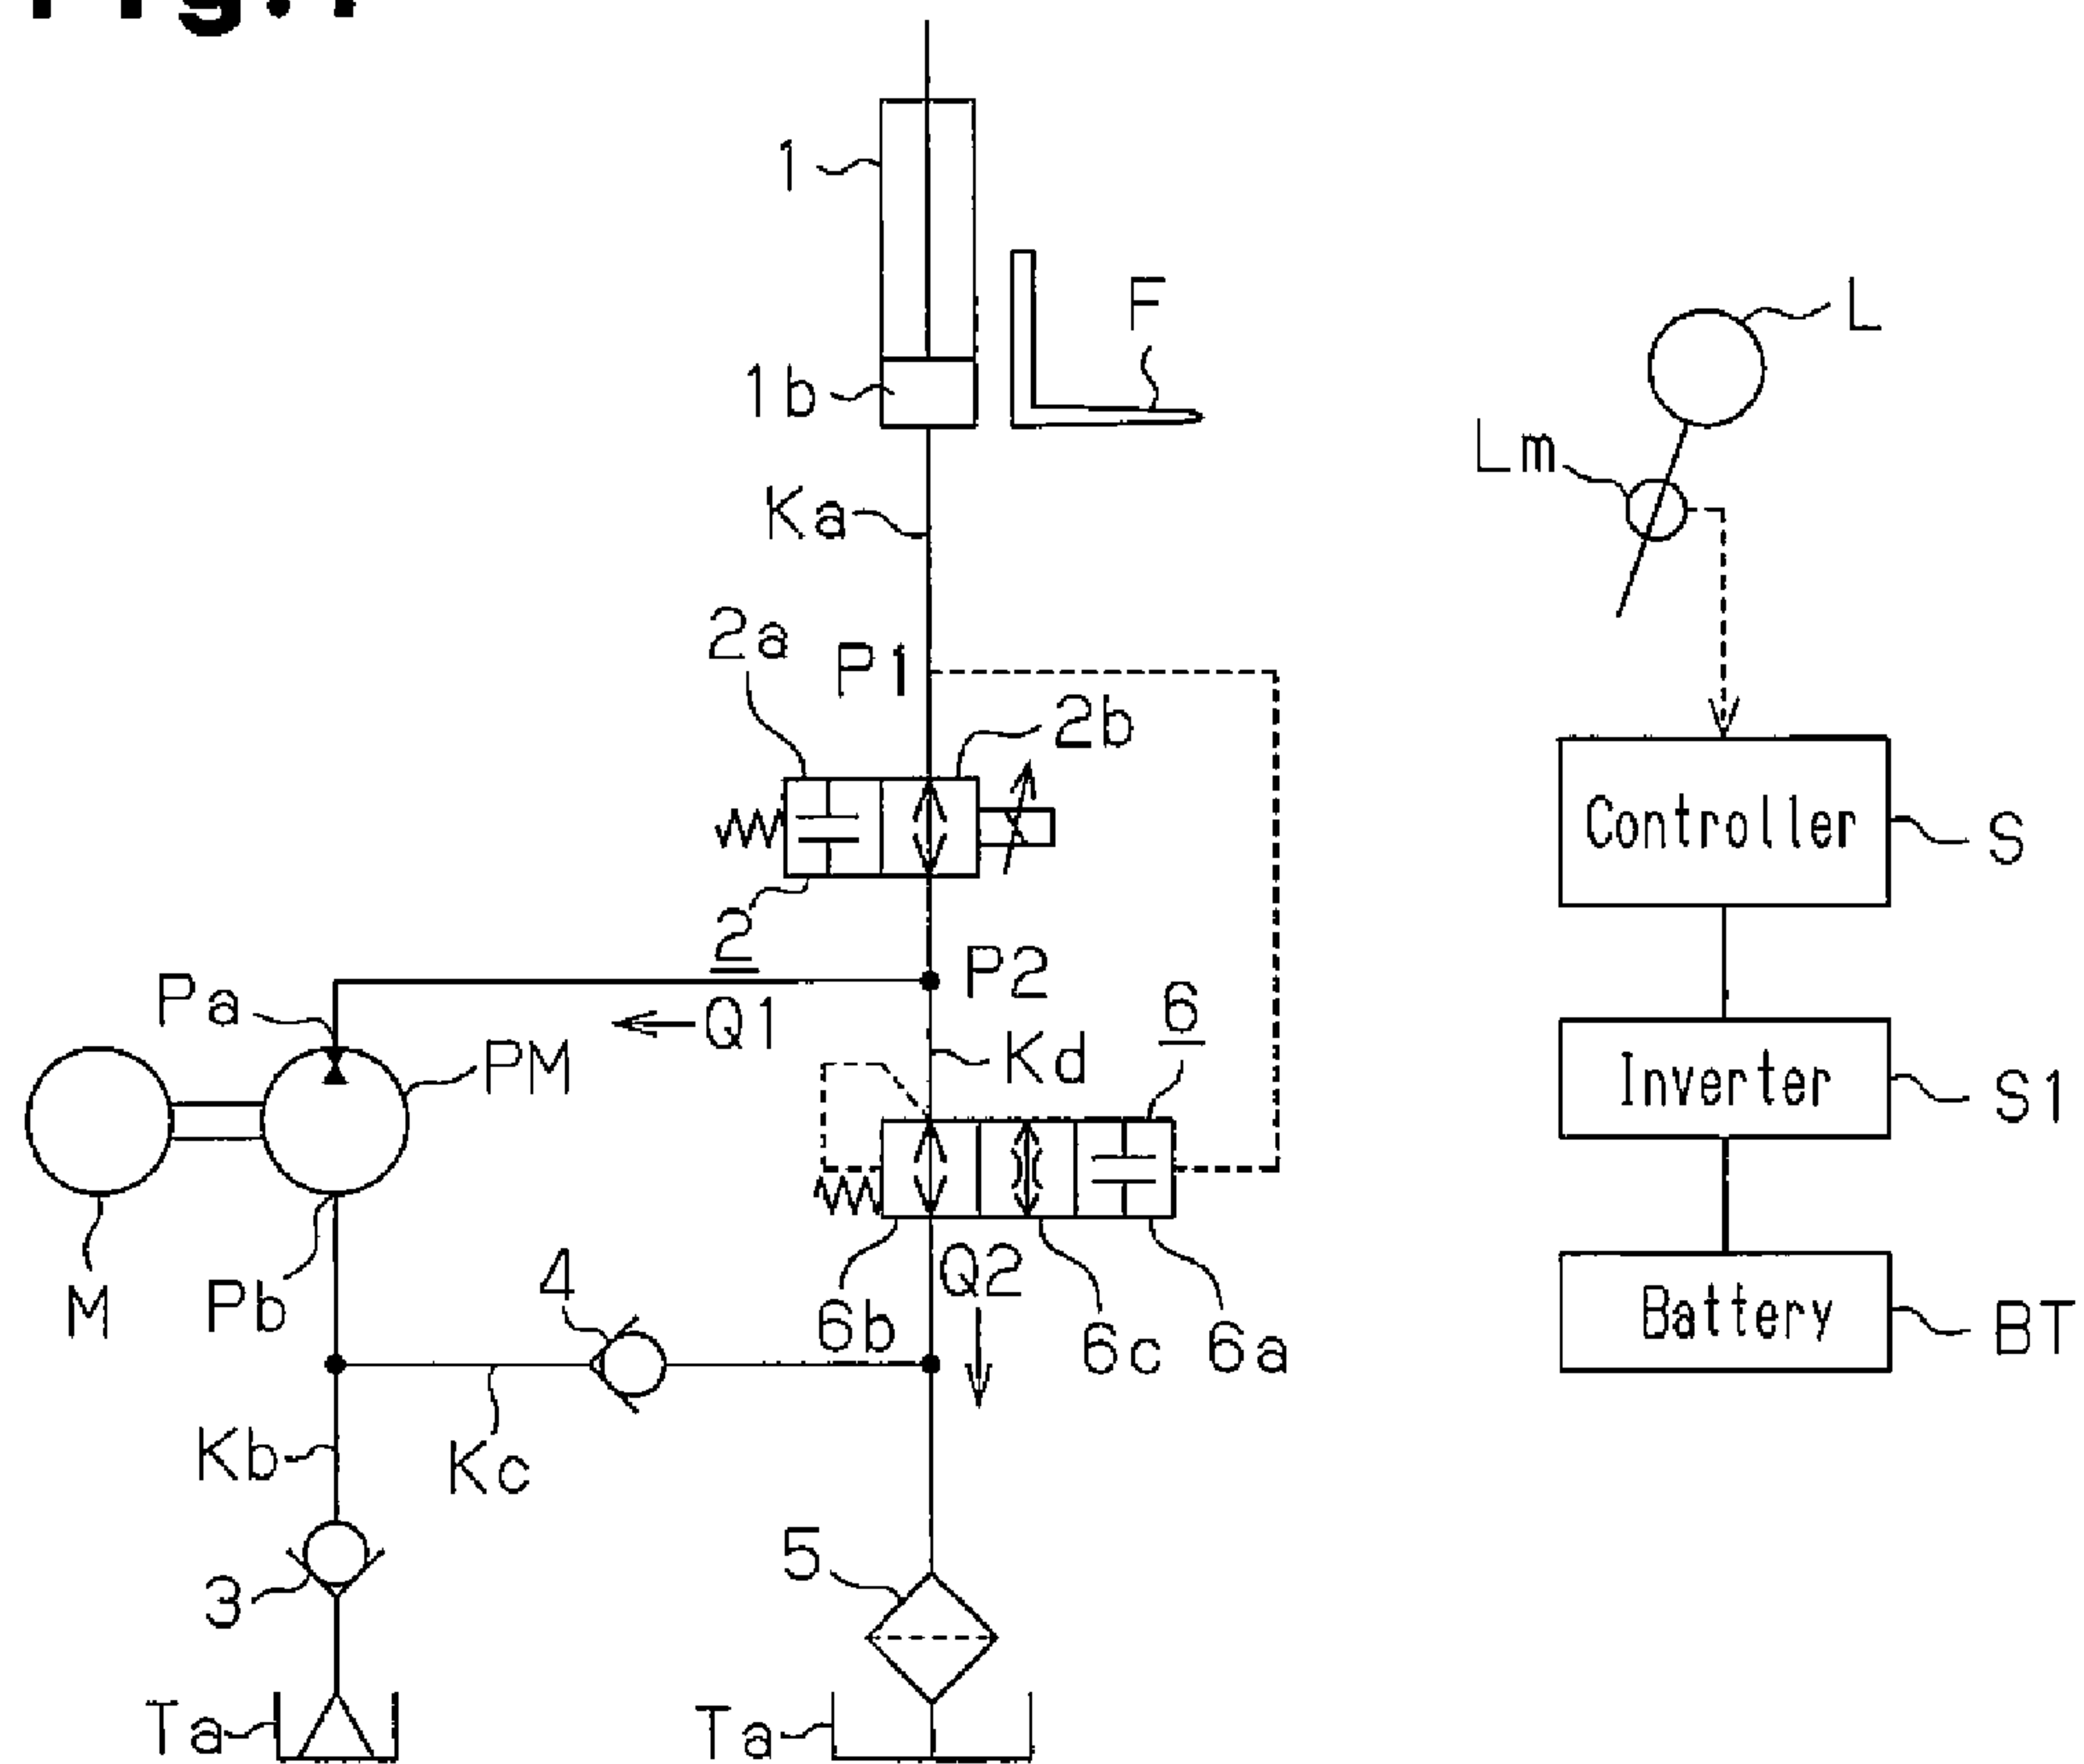 1
F
L
1b
Lm
Ka
2a
P1
2b
Controller
S
2
P2
Pa
Q1
6
PM
Kd
Inverter
S1
M
Pb
4
6b
Q2
6c
6a
Battery
BT
Kb
Kc
5
3
Ta
Ta